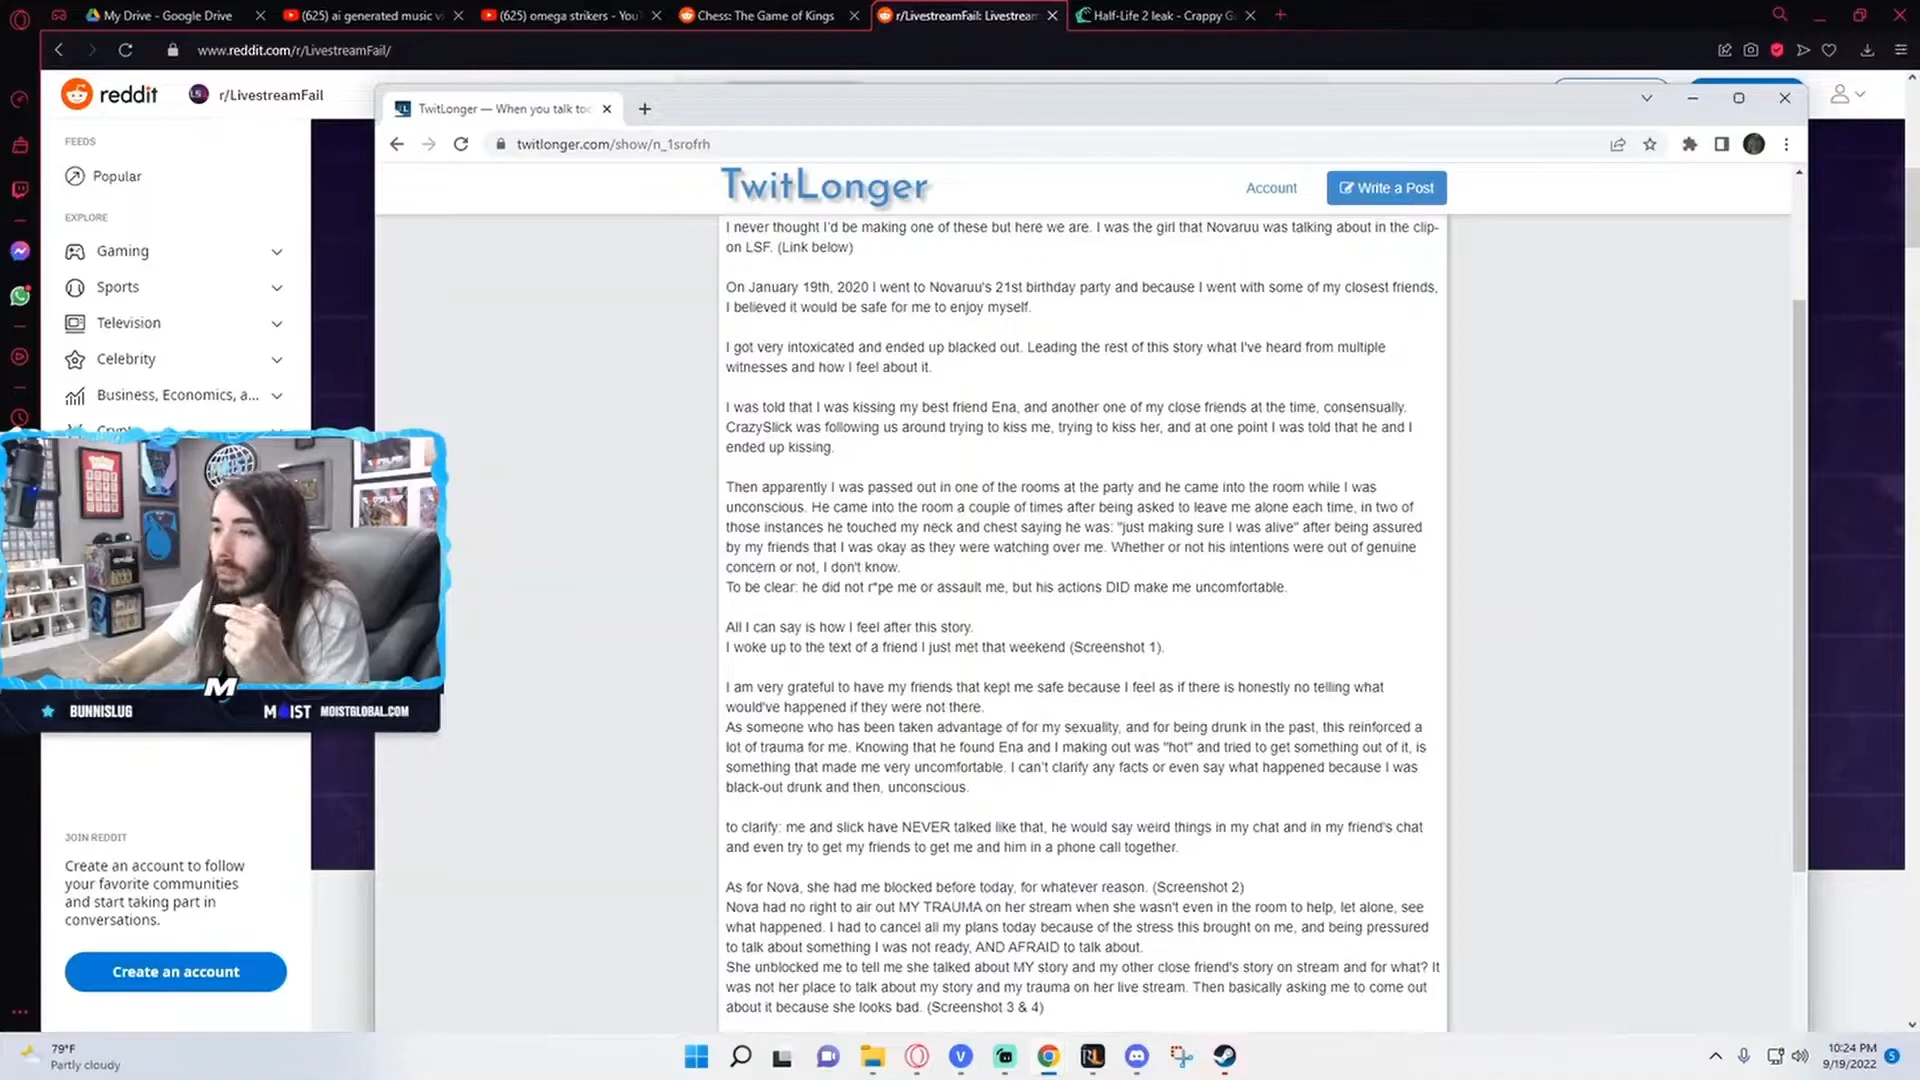 My Drive - Google Drive
(625) ai generated music v
(625) omega strikers - You
Chess: The Game of Kings
r/LivestreamFail: Livestream
Half-Life 2 leak - Crappy G
www.reddit.com/r/LivestreamFail/
reddit
r/LivestreamFail
FEEDS
Popular
EXPLORE
Gaming
Sports
Television
Celebrity
Business, Economics, a...
TwitLonger — When you talk too
twitlonger.com/show/n_1srofrh
TwitLonger
Account
Write a Post
I never thought I'd be making one of these but here we are. I was the girl that Novaruu was talking about in the clip-
on LSF. (Link below)
On January 19th, 2020 I went to Novaruu's 21st birthday party and because I went with some of my closest friends,
I believed it would be safe for me to enjoy myself.
I got very intoxicated and ended up blacked out. Leading the rest of this story what I've heard from multiple
witnesses and how I feel about it.
I was told that I was kissing my best friend Ena, and another one of my close friends at the time, consensually.
CrazySlick was following us around trying to kiss me, trying to kiss her, and at one point I was told that he and I
ended up kissing.
Then apparently I was passed out in one of the rooms at the party and he came into the room while I was
unconscious. He came into the room a couple of times after being asked to leave me alone each time, in two of
those instances he touched my neck and chest saying he was: "just making sure I was alive" after being assured
by my friends that I was okay as they were watching over me. Whether or not his intentions were out of genuine
concern or not, I don't know.
To be clear: he did not r*pe me or assault me, but his actions DID make me uncomfortable.
All I can say is how I feel after this story.
I woke up to the text of a friend I just met that weekend (Screenshot 1).
I am very grateful to have my friends that kept me safe because I feel as if there is honestly no telling what
would've happened if they were not there.
As someone who has been taken advantage of for my sexuality, and for being drunk in the past, this reinforced a
lot of trauma for me. Knowing that he found Ena and I making out was "hot" and tried to get something out of it, is
something that made me very uncomfortable. I can't clarify any facts or even say what happened because I was
black-out drunk and then, unconscious.
to clarify: me and slick have NEVER talked like that, he would say weird things in my chat and in my friend's chat
and even try to get my friends to get me and him in a phone call together.
As for Nova, she had me blocked before today, for whatever reason. (Screenshot 2)
Nova had no right to air out MY TRAUMA on her stream when she wasn't even in the room to help, let alone, see
what happened. I had to cancel all my plans today because of the stress this brought on me, and being pressured
to talk about something I was not ready, AND AFRAID to talk about.
She unblocked me to tell me she talked about MY story and my other close friend's story on stream and for what? It
was not her place to talk about my story and my trauma on her live stream. Then basically asking me to come out
about it because she looks bad. (Screenshot 3 & 4)
M
BUNNISLUG
MOIST
MOISTGLOBAL.COM
JOIN REDDIT
Create an account to follow
your favorite communities
and start taking part in
conversations.
Create an account
79°F
Partly cloudy
10:24 PM
9/19/2022
5